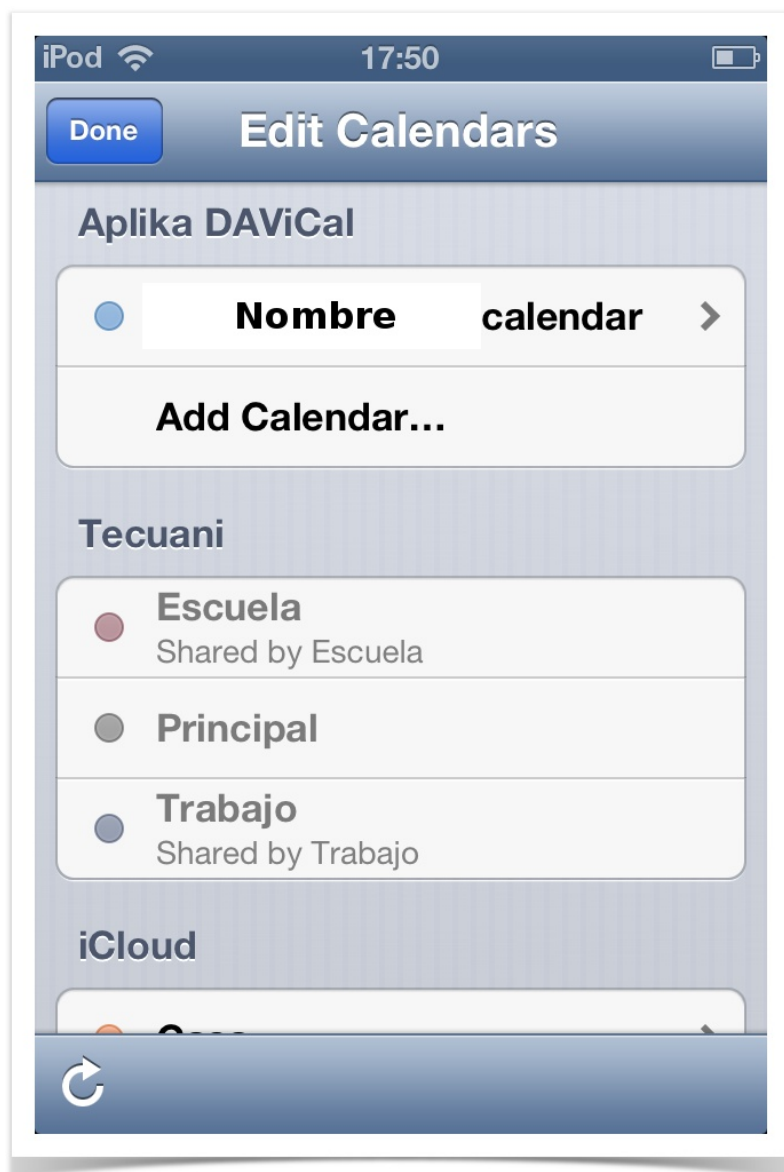 iPod 17:50
Done Edit Calendars
Aplika DAViCal
Nombre calendar
Add Calendar...
Tecuani
Escuela
Shared by Escuela
Principal
Trabajo
Shared by Trabajo
iCloud